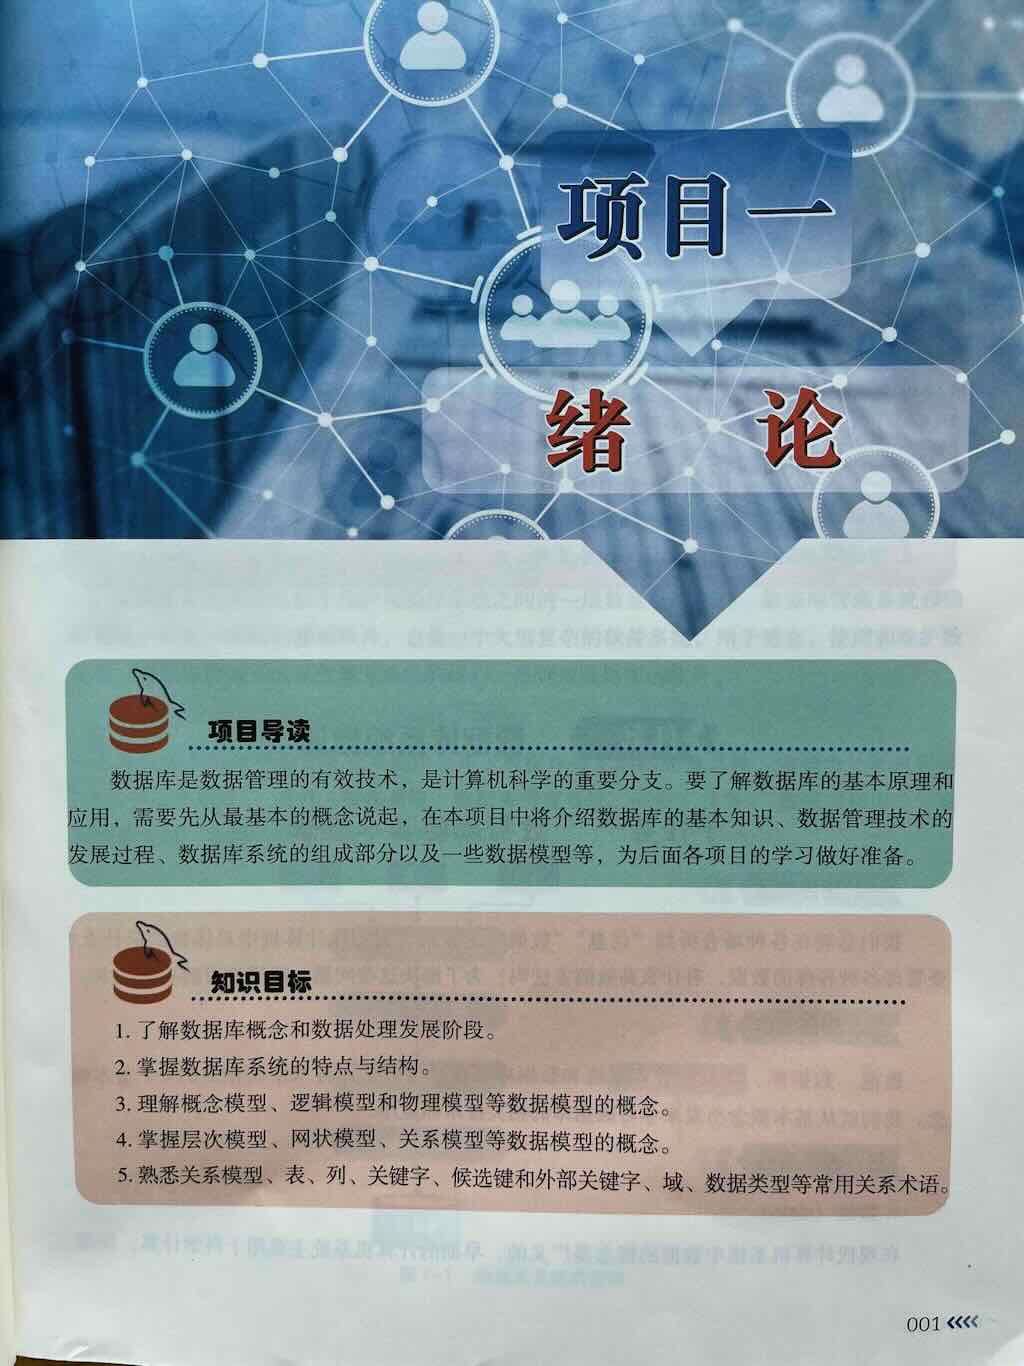 项目一
绪 论
项目导读
数据库是数据管理的有效技术，是计算机科学的重要分支。要了解数据库的基本原理和
应用，需要先从最基本的概念说起，在本项目中将介绍数据库的基本知识、数据管理技术的
发展过程、数据库系统的组成部分以及一些数据模型等，为后面各项目的学习做好准备。
知识目标
1. 了解数据库概念和数据处理发展阶段。
2. 掌握数据库系统的特点与结构。
3. 理解概念模型、逻辑模型和物理模型等数据模型的概念。
4. 掌握层次模型、网状模型、关系模型等数据模型的概念。
5. 熟悉关系模型、表、列、关键字、候选键和外部关键字、域、数据类型等常用关系术语。
001